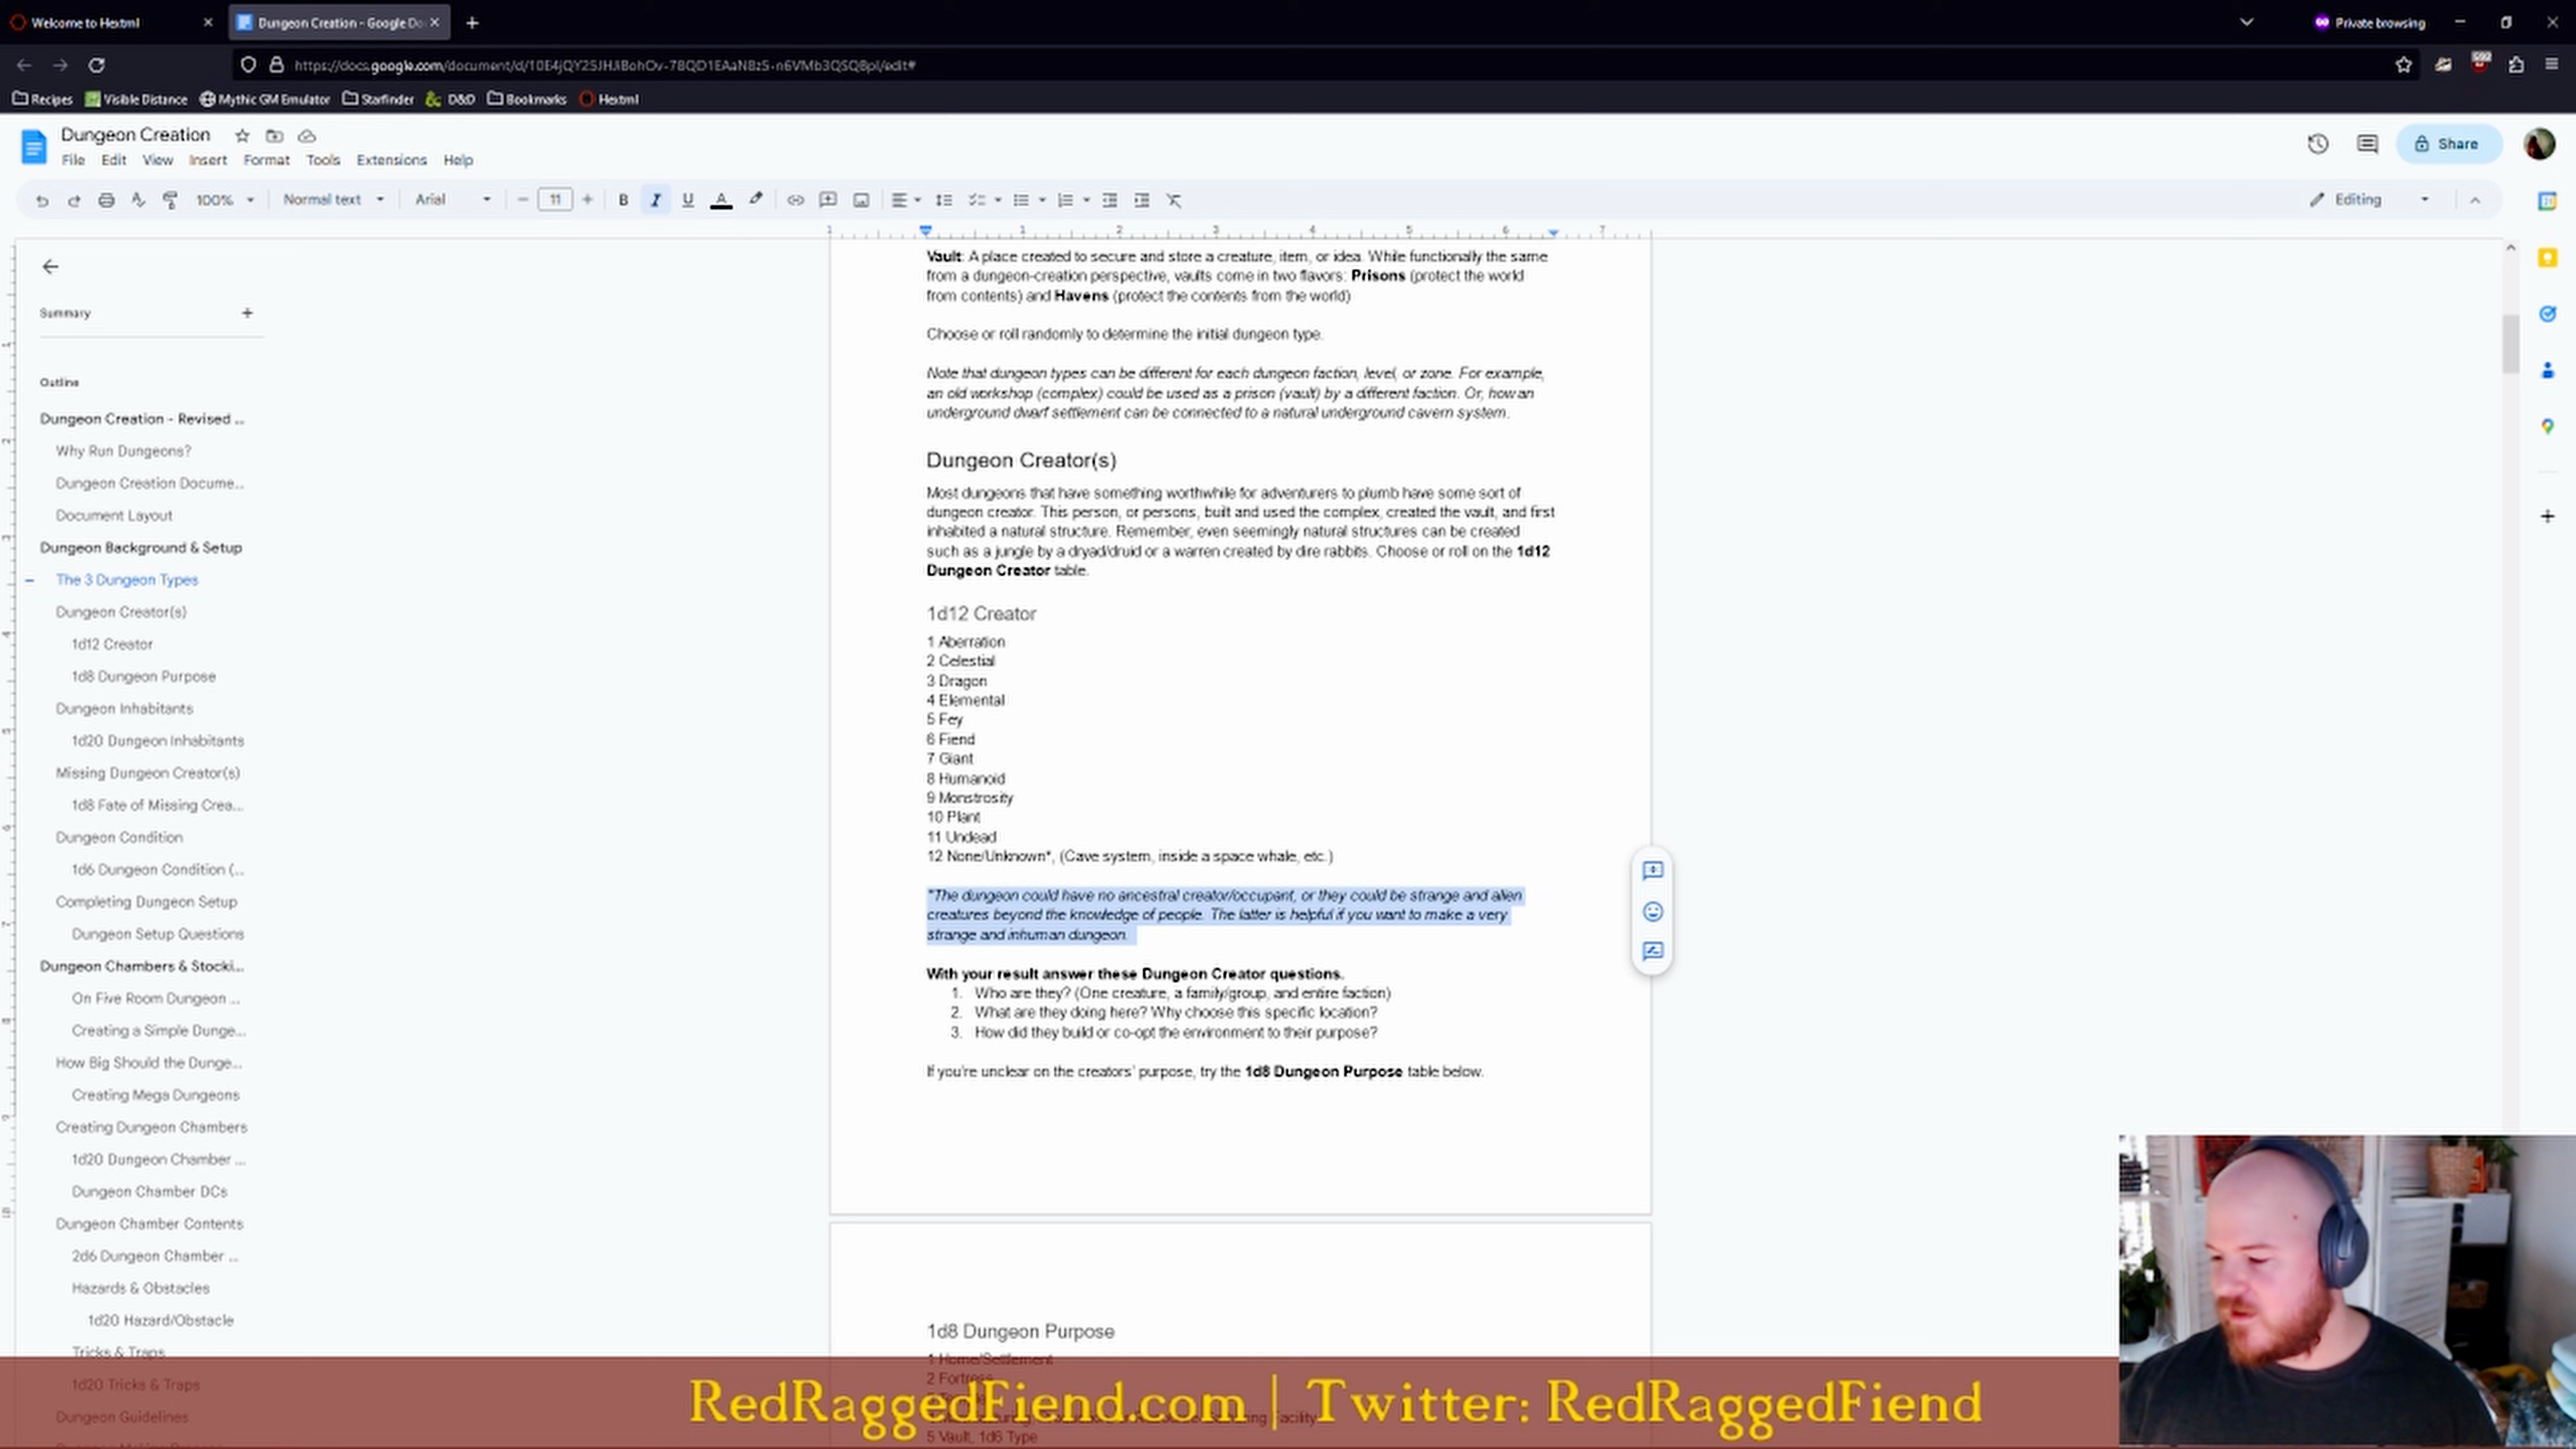 Welcome to Hextml
Dungeon Creation - Google Do
Private browsing
https://docs.google.com/document/d/
Recipes
Visible Distance
Mythic GM Emulator
Starfinder
D&D
Bookmarks
Hextml
Dungeon Creation
Share
File Edit View Insert Format Tools Extensions Help
100%
Normal text
Arial
11
B
I
U
A
Editing
Summary
Outline
Dungeon Creation - Revised ...
Why Run Dungeons?
Dungeon Creation Docume...
Document Layout
Dungeon Background & Setup
The 3 Dungeon Types
Dungeon Creator(s)
1d12 Creator
1d8 Dungeon Purpose
Dungeon Inhabitants
1d20 Dungeon Inhabitants
Missing Dungeon Creator(s)
1d8 Fate of Missing Crea...
Dungeon Condition
1d6 Dungeon Condition (...
Completing Dungeon Setup
Dungeon Setup Questions
Dungeon Chambers & Stocki...
On Five Room Dungeon ...
Creating a Simple Dunge...
How Big Should the Dunge...
Creating Mega Dungeons
Creating Dungeon Chambers
1d20 Dungeon Chamber ...
Dungeon Chamber DCs
Dungeon Chamber Contents
2d6 Dungeon Chamber ...
Hazards & Obstacles
1d20 Hazard/Obstacle
Tricks & Traps
1d20 Tricks & Traps
Dungeon Guidelines
Vault: A place created to secure and store a creature, item, or idea. While functionally the same
from a dungeon-creation perspective, vaults come in two flavors: Prisons (protect the world
from contents) and Havens (protect the contents from the world)
Choose or roll randomly to determine the initial dungeon type.
Note that dungeon types can be different for each dungeon faction, level, or zone. For example,
an old workshop (complex) could be used as a prison (vault) by a different faction. Or, how an
underground dwarf settlement can be connected to a natural underground cavern system.
Dungeon Creator(s)
Most dungeons that have something worthwhile for adventurers to plumb have some sort of
dungeon creator. This person, or persons, built and used the complex, created the vault, and first
inhabited a natural structure. Remember, even seemingly natural structures can be created
such as a jungle by a dryad/druid or a warren created by dire rabbits. Choose or roll on the 1d12
Dungeon Creator table.
1d12 Creator
1 Aberration
2 Celestial
3 Dragon
4 Elemental
5 Fey
6 Fiend
7 Giant
8 Humanoid
9 Monstrosity
10 Plant
11 Undead
12 None/Unknown*, (Cave system, inside a space whale, etc.)
*The dungeon could have no ancestral creator/occupant, or they could be strange and alien
creatures beyond the knowledge of people. The latter is helpful if you want to make a very
strange and inhuman dungeon.
With your result answer these Dungeon Creator questions.
1. Who are they? (One creature, a family/group, and entire faction)
2. What are they doing here? Why choose this specific location?
3. How did they build or co-opt the environment to their purpose?
If you're unclear on the creators' purpose, try the 1d8 Dungeon Purpose table below.
1d8 Dungeon Purpose
1 Home/Settlement
2 Fortress
Facility
5 Vault, 1d6 Type
RedRaggedFiend.com | Twitter: RedRaggedFiend